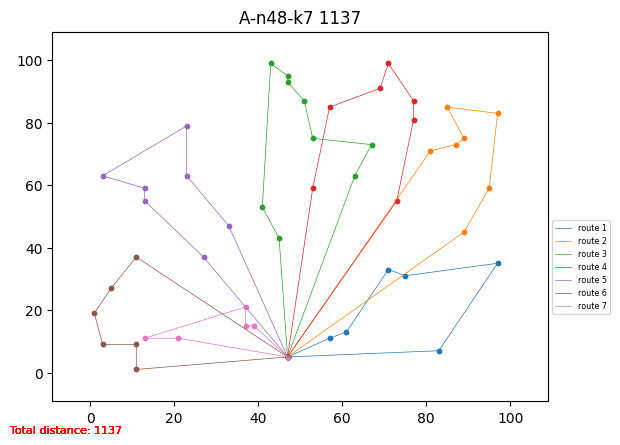 A-n48-k7 1137
100
80
60
40
20
0
0 20 40 60 80 100
route 1
route 2
route 3
route 4
route 5
route 6
route 7
Total distance: 1137